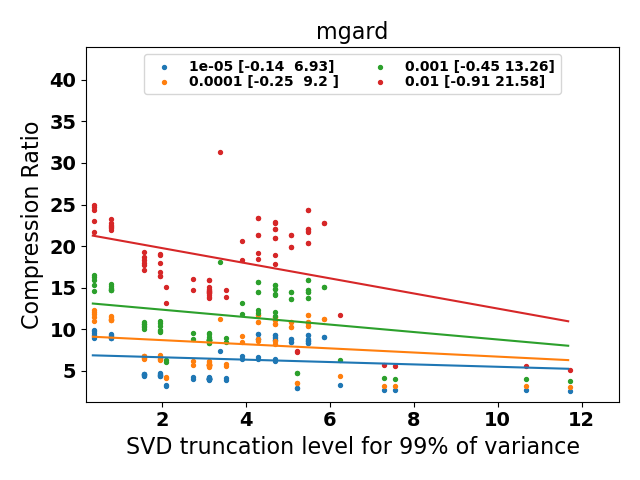 mgard
1e-05 [-0.14  6.93]
0.0001 [-0.25  9.2 ]
0.001 [-0.45 13.26]
0.01 [-0.91 21.58]
Compression Ratio
40
35
30
25
20
15
10
5
2 4 6 8 10 12
SVD truncation level for 99% of variance